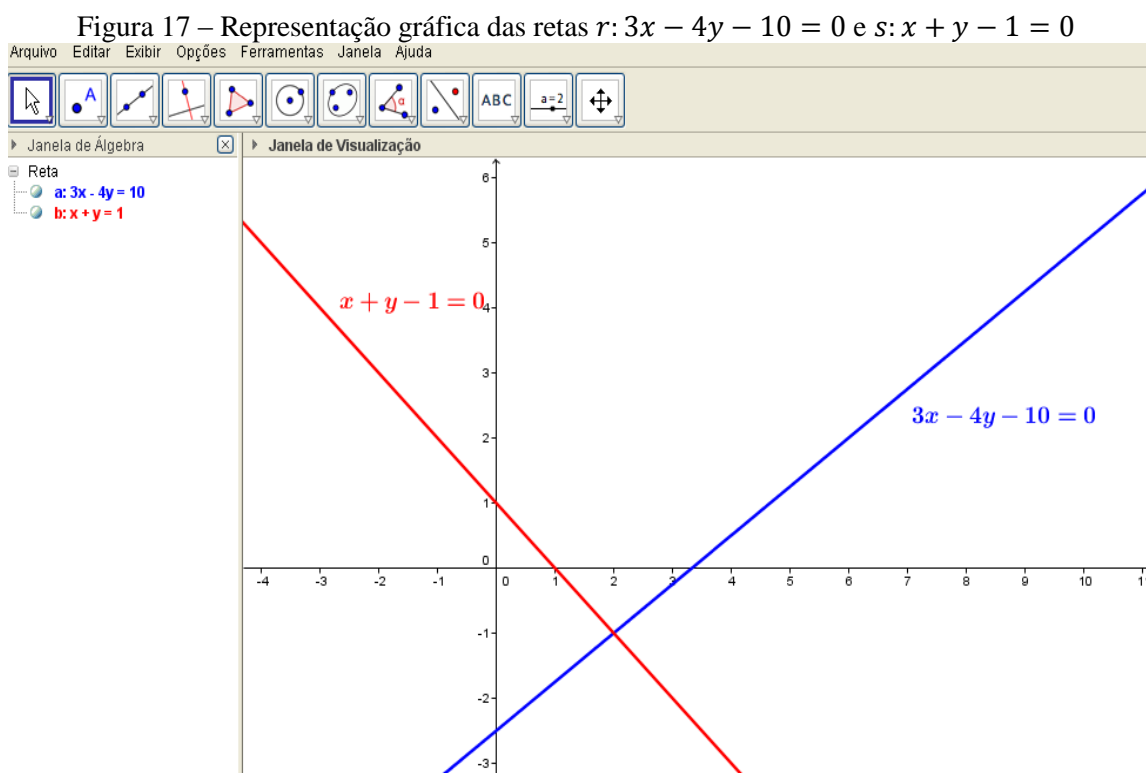 Figura 17 – Representação gráfica das retas r: 3x − 4y − 10 = 0 e s: x + y − 1 = 0
Arquivo Editar Exibir Opções Ferramentas Janela Ajuda
A α ABC a=2
Janela de Álgebra Janela de Visualização
Reta
a: 3x - 4y = 10
b: x + y = 1
6
5
x + y − 1 = 0
4
3
3x − 4y − 10 = 0
2
1
0
-4 -3 -2 -1 0 1 2 3 4 5 6 7 8 9 10 1
-1
-2
-3